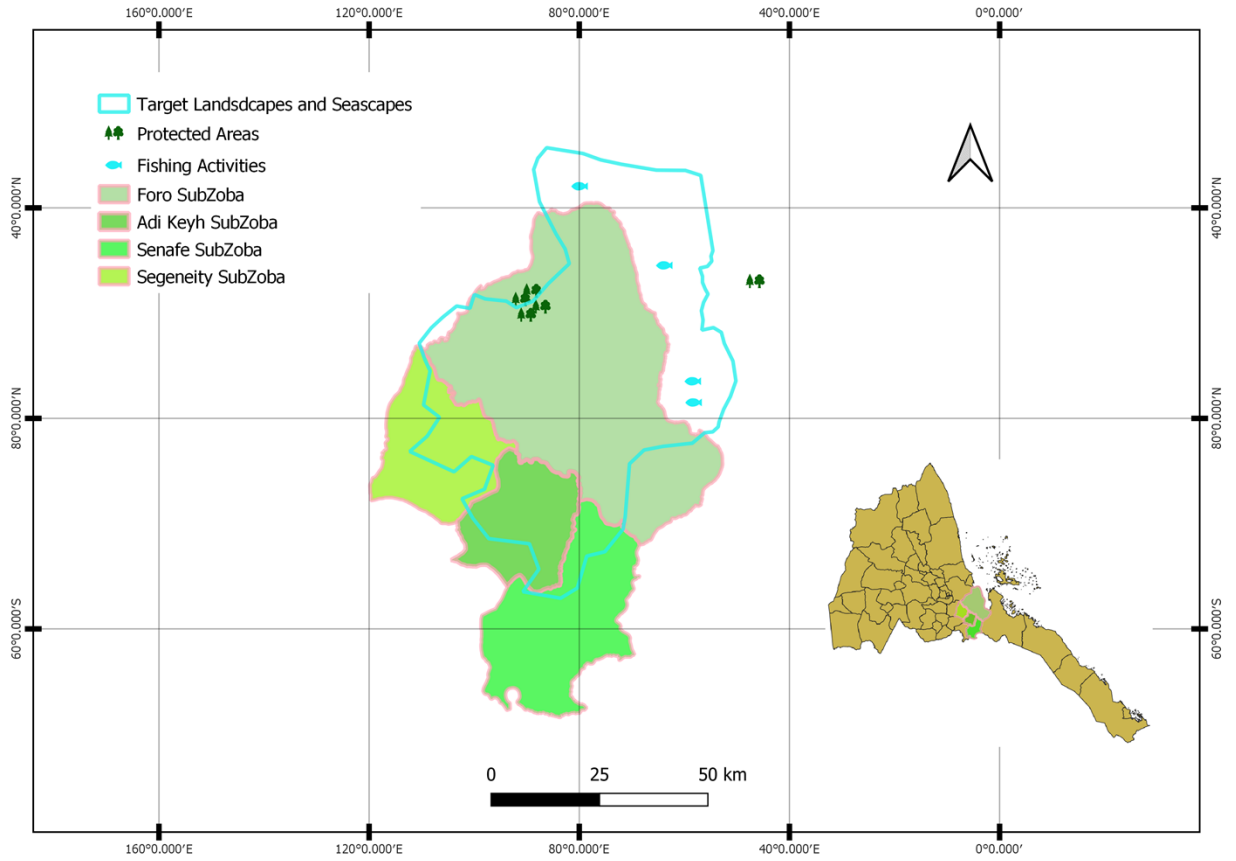 160°0.000′E 120°0.000′E 80°0.000′E 40°0.000′E 0°0.000′
Target Landsdcapes and Seascapes
Protected Areas
Fishing Activities
Foro SubZoba
Adi Keyh SubZoba
Senafe SubZoba
Segeneity SubZoba
40°0.000′N 40°0.000′N
80°0.000′N 80°0.000′N
60°0.000′S 60°0.000′S
0 25 50 km
160°0.000′E 120°0.000′E 80°0.000′E 40°0.000′E 0°0.000′